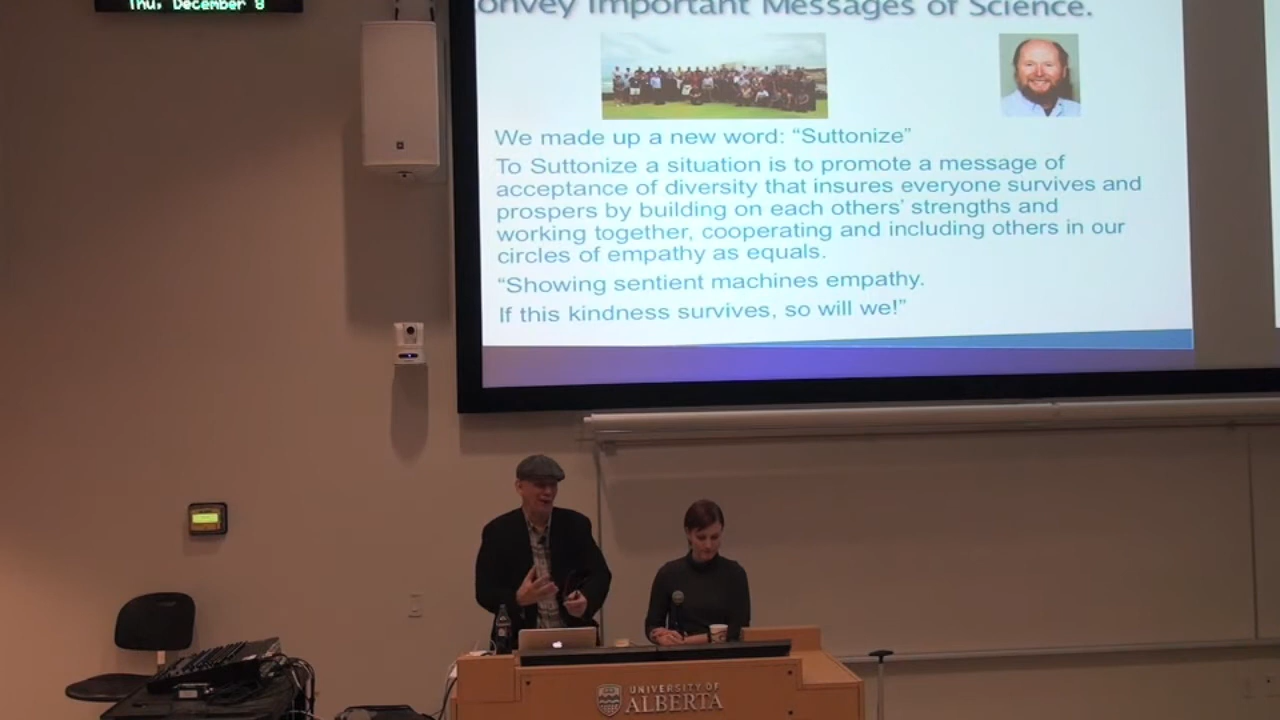 Thu, December 8
onvey Important Messages of Science.
We made up a new word: “Suttonize”
To Suttonize a situation is to promote a message of
acceptance of diversity that insures everyone survives and
prospers by building on each others’ strengths and
working together, cooperating and including others in our
circles of empathy as equals.
“Showing sentient machines empathy.
If this kindness survives, so will we!”
UNIVERSITY OF
ALBERTA